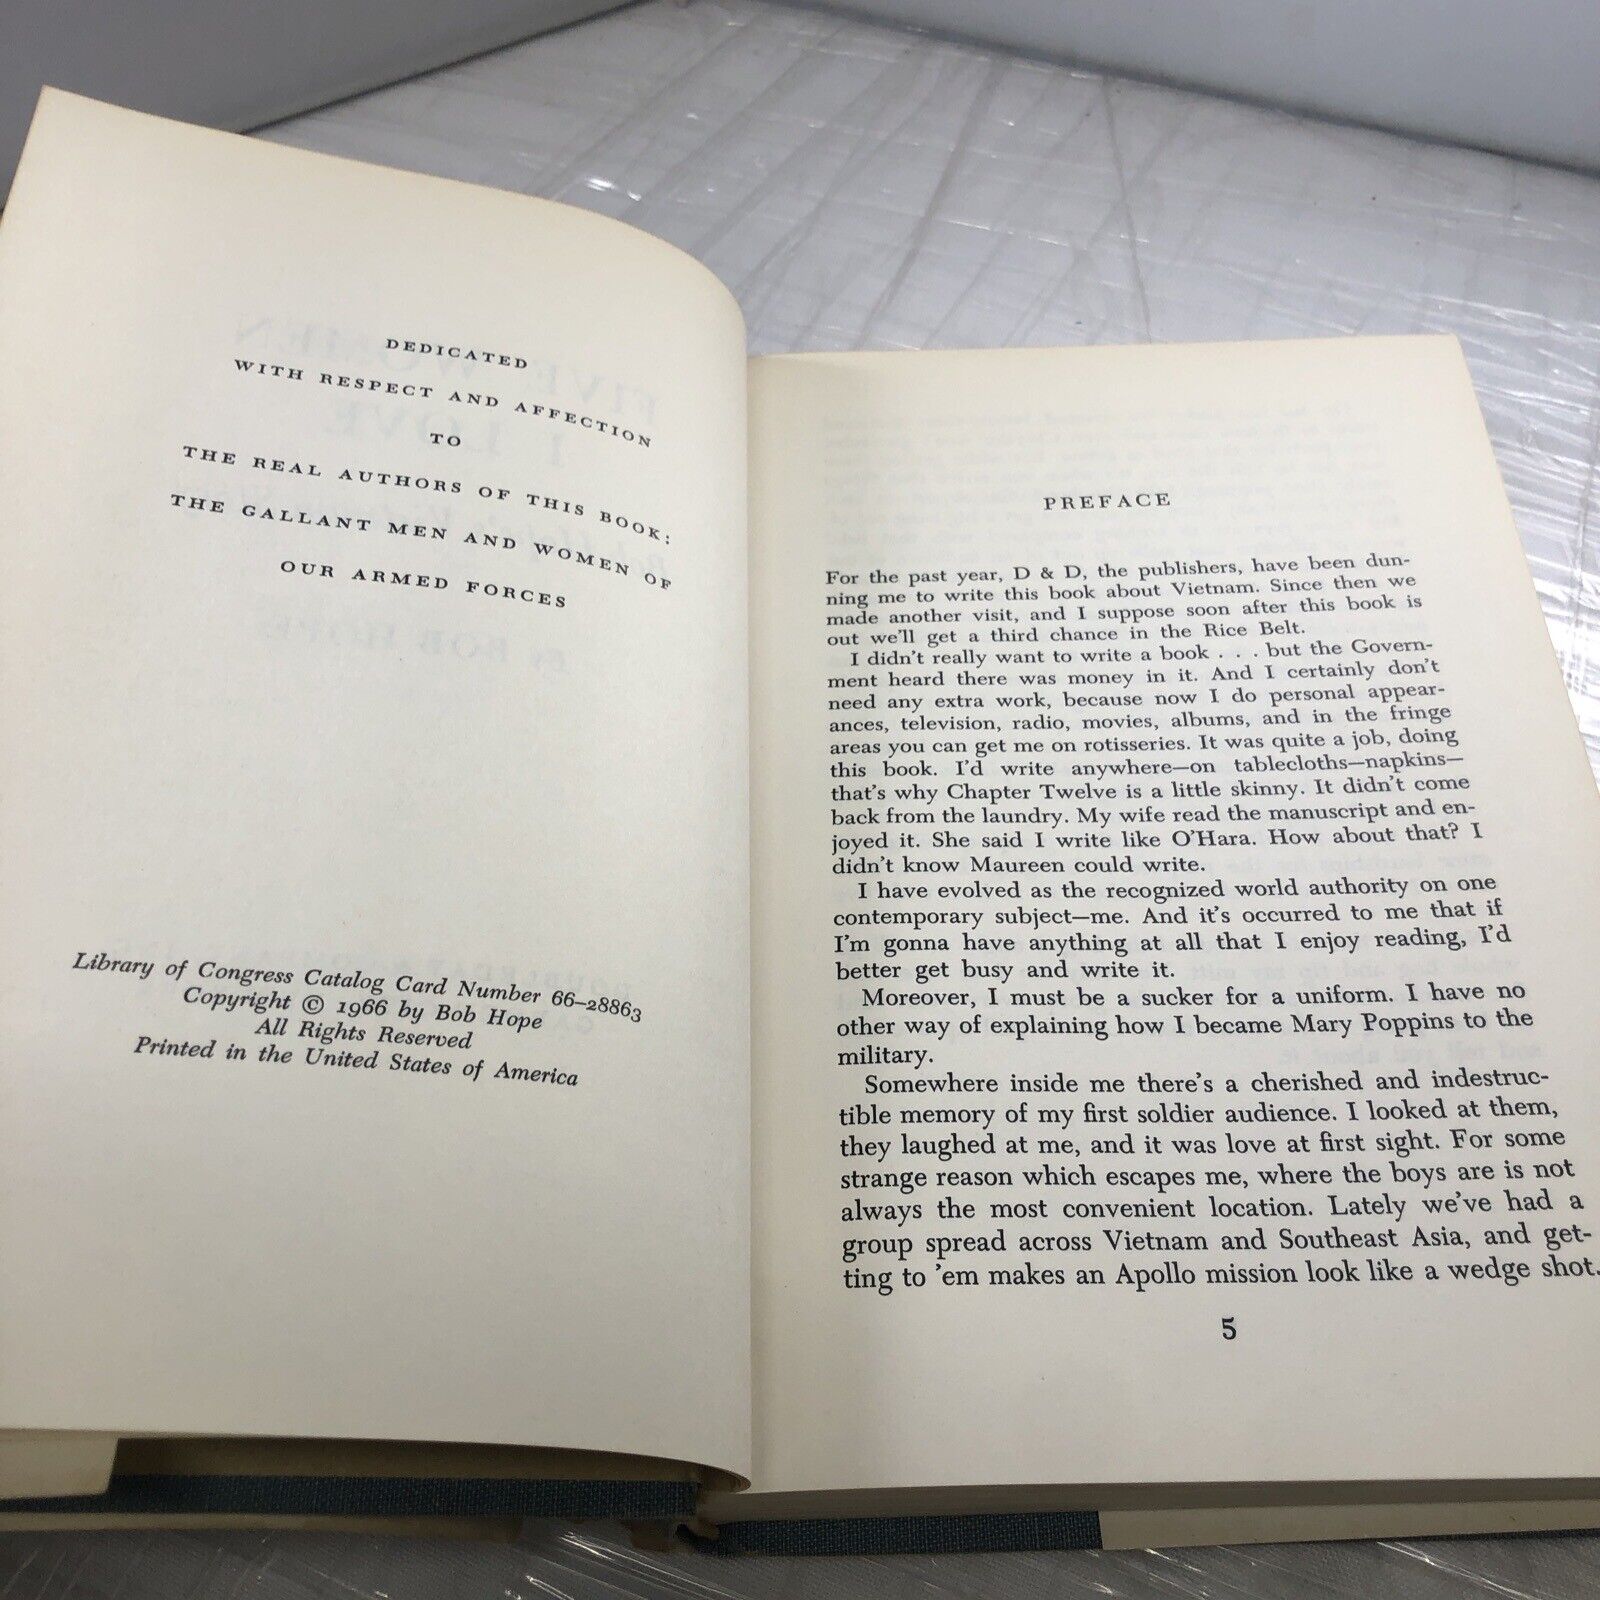 DEDICATED
WITH RESPECT AND AFFECTION
TO
THE REAL AUTHORS OF THIS BOOK:
THE GALLANT MEN AND WOMEN OF
OUR ARMED FORCES
Library of Congress Catalog Card Number 66–28863
Copyright © 1966 by Bob Hope
All Rights Reserved
Printed in the United States of America
PREFACE
For the past year, D & D, the publishers, have been dun-
ning me to write this book about Vietnam. Since then we
made another visit, and I suppose soon after this book is
out we'll get a third chance in the Rice Belt.
I didn't really want to write a book . . . but the Govern-
ment heard there was money in it. And I certainly don't
need any extra work, because now I do personal appear-
ances, television, radio, movies, albums, and in the fringe
areas you can get me on rotisseries. It was quite a job, doing
this book. I'd write anywhere—on tablecloths—napkins—
that's why Chapter Twelve is a little skinny. It didn't come
back from the laundry. My wife read the manuscript and en-
joyed it. She said I write like O'Hara. How about that? I
didn't know Maureen could write.
I have evolved as the recognized world authority on one
contemporary subject—me. And it's occurred to me that if
I'm gonna have anything at all that I enjoy reading, I'd
better get busy and write it.
Moreover, I must be a sucker for a uniform. I have no
other way of explaining how I became Mary Poppins to the
military.
Somewhere inside me there's a cherished and indestruc-
tible memory of my first soldier audience. I looked at them,
they laughed at me, and it was love at first sight. For some
strange reason which escapes me, where the boys are is not
always the most convenient location. Lately we've had a
group spread across Vietnam and Southeast Asia, and get-
ting to 'em makes an Apollo mission look like a wedge shot.
5